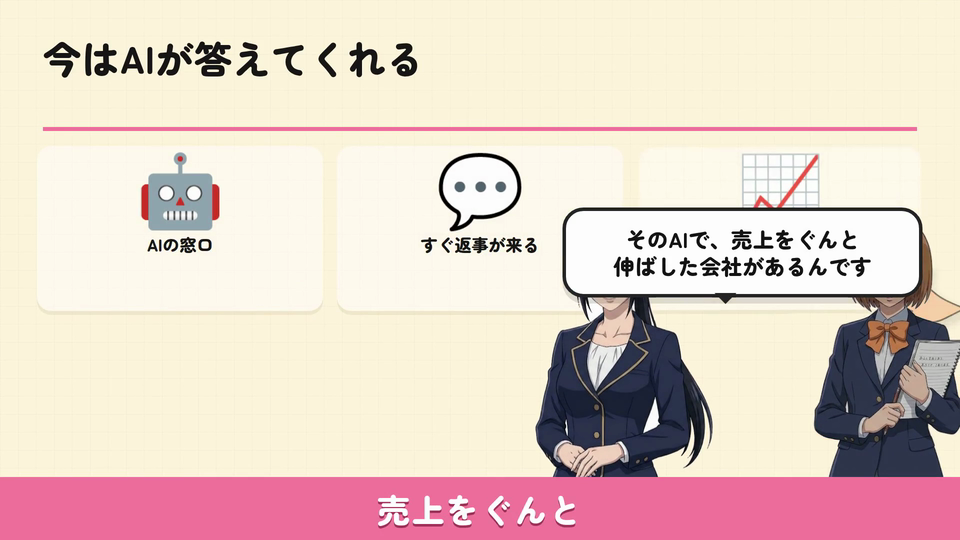 今はAIが答えてくれる
AIの窓口
すぐ返事が来る
そのAIで、売上をぐんと
伸ばした会社があるんです
売上をぐんと